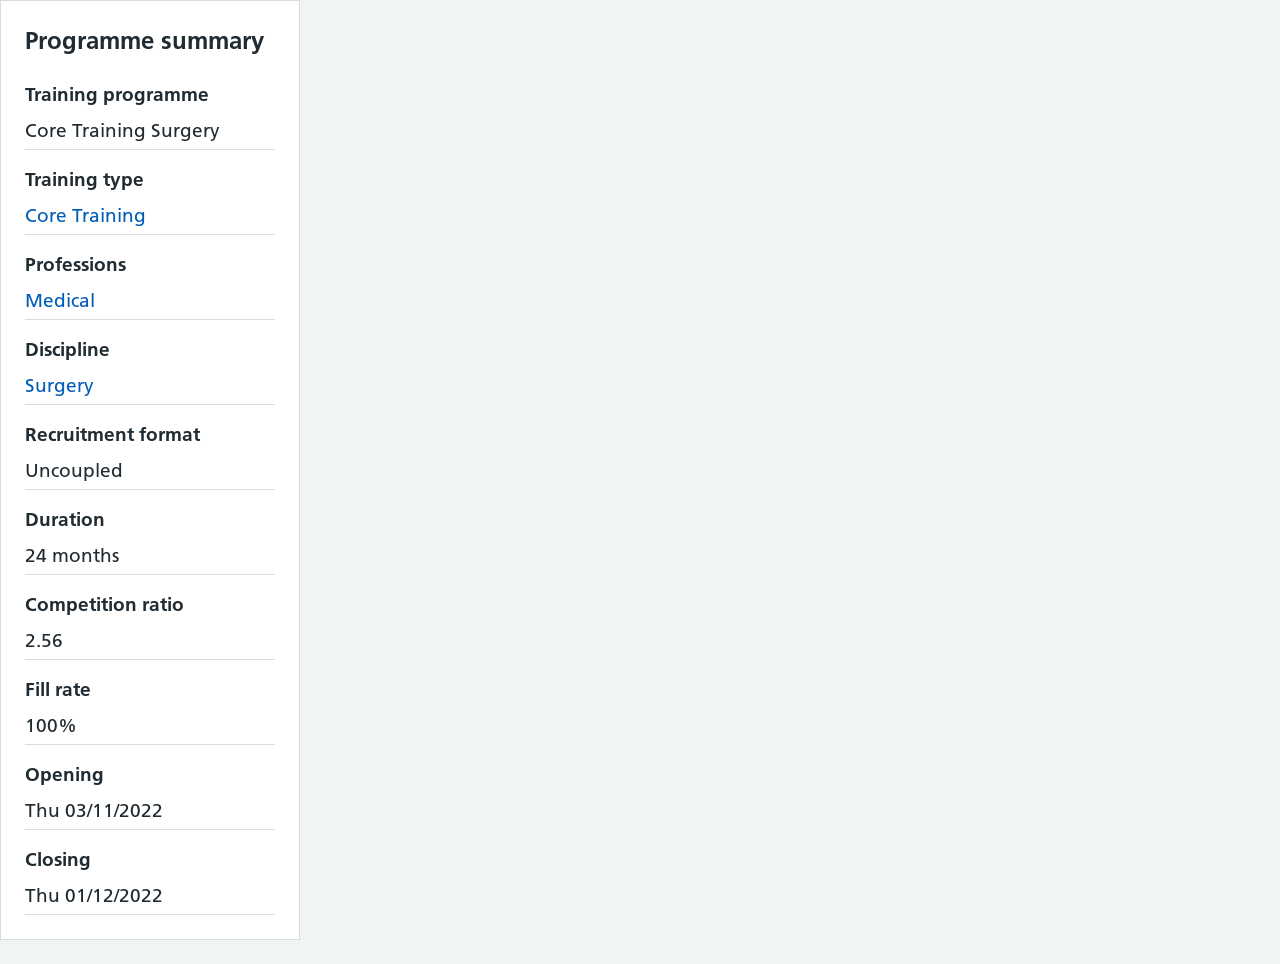 Programme summary
Training programme
Core Training Surgery
Training type
Core Training
Professions
Medical
Discipline
Surgery
Recruitment format
Uncoupled
Duration
24 months
Competition ratio
2.56
Fill rate
100%
Opening
Thu 03/11/2022
Closing
Thu 01/12/2022